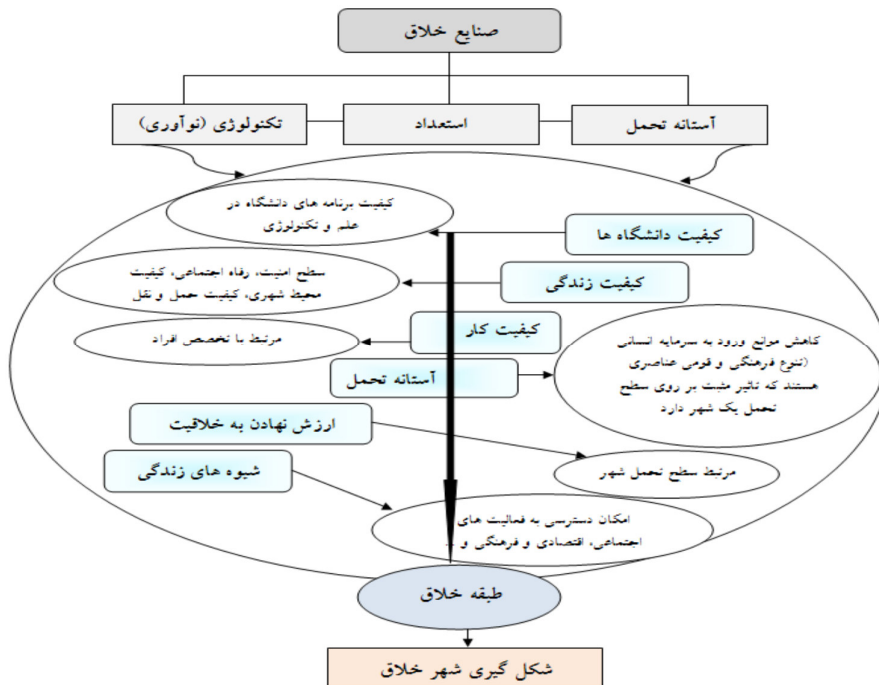 صنایع خلاق
آستانه تحمل
استعداد
تکنولوژی (نوآوری)
کیفیت برنامه های دانشگاه در
علم و تکنولوژی
کیفیت دانشگاه ها
سطح امنیت، رفاه اجتماعی، کیفیت
محیط شهری، کیفیت حمل و نقل
کیفیت زندگی
کیفیت کار
مرتبط با تخصص افراد
آستانه تحمل
کاهش موانع ورود به سرمایه انسانی
(تنوع فرهنگی و قومی عناصری
هستند که تاثیر مثبت بر روی سطح
تحمل یک شهر دارد
ارزش نهادن به خلاقیت
مرتبط سطح تحمل شهر
شیوه های زندگی
امکان دسترسی به فعالیت های
اجتماعی، اقتصادی و فرهنگی و ..
طبقه خلاق
شکل گیری شهر خلاق